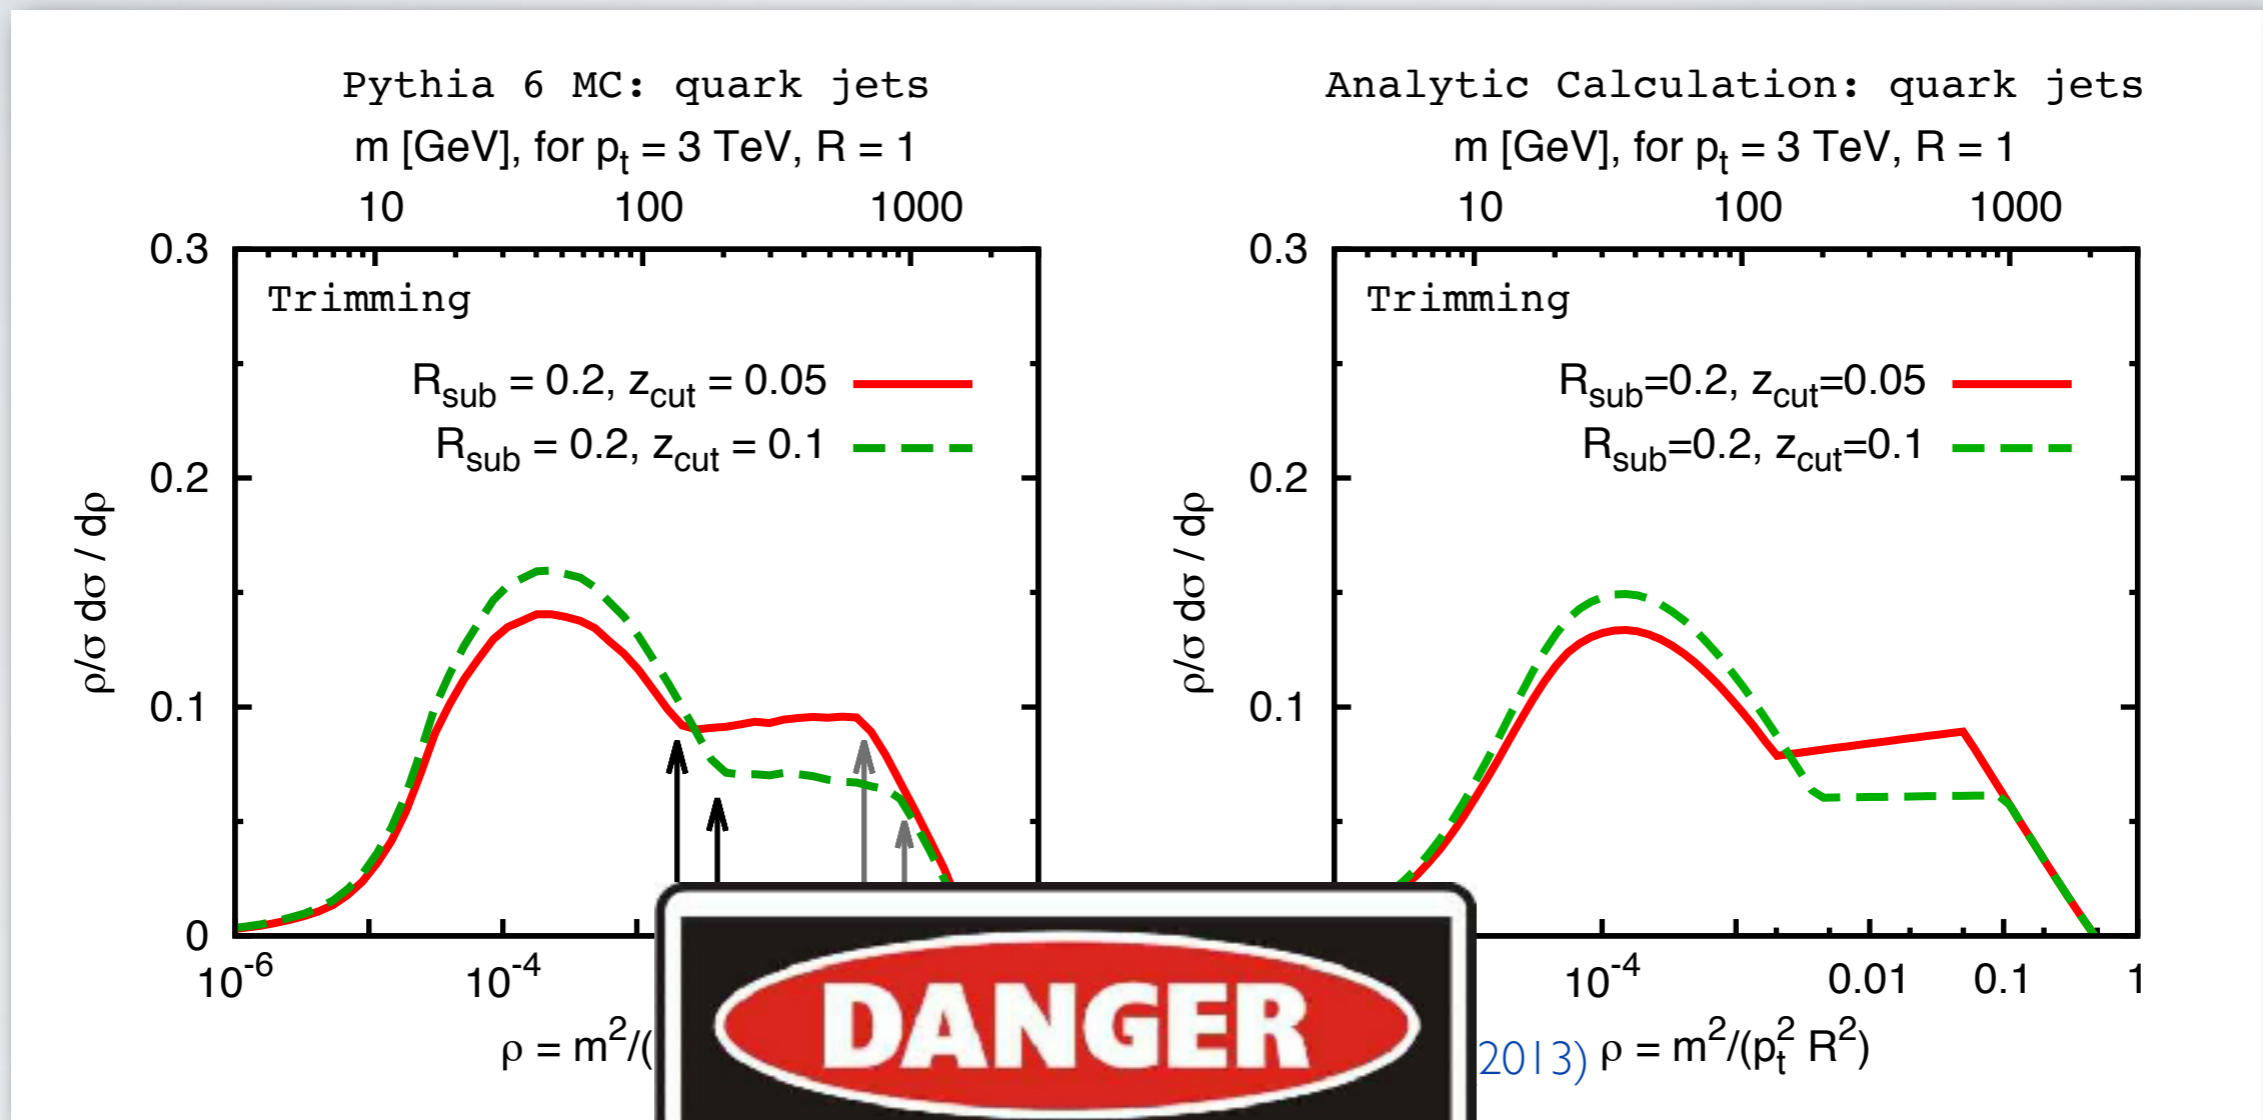 Pythia 6 MC: quark jets
m [GeV], for pt = 3 TeV, R = 1
10 100 1000
0.3
0.2
0.1
0
Trimming
Rsub = 0.2, zcut = 0.05
Rsub = 0.2, zcut = 0.1
ρ/σ dσ / dρ
10-6 10-4
ρ = m2/(
Analytic Calculation: quark jets
m [GeV], for pt = 3 TeV, R = 1
10 100 1000
0.3
0.2
0.1
Trimming
Rsub=0.2, zcut=0.05
Rsub=0.2, zcut=0.1
ρ/σ dσ / dρ
10-4 0.01 0.1 1
2013) ρ = m2/(pt2 R2)
DANGER